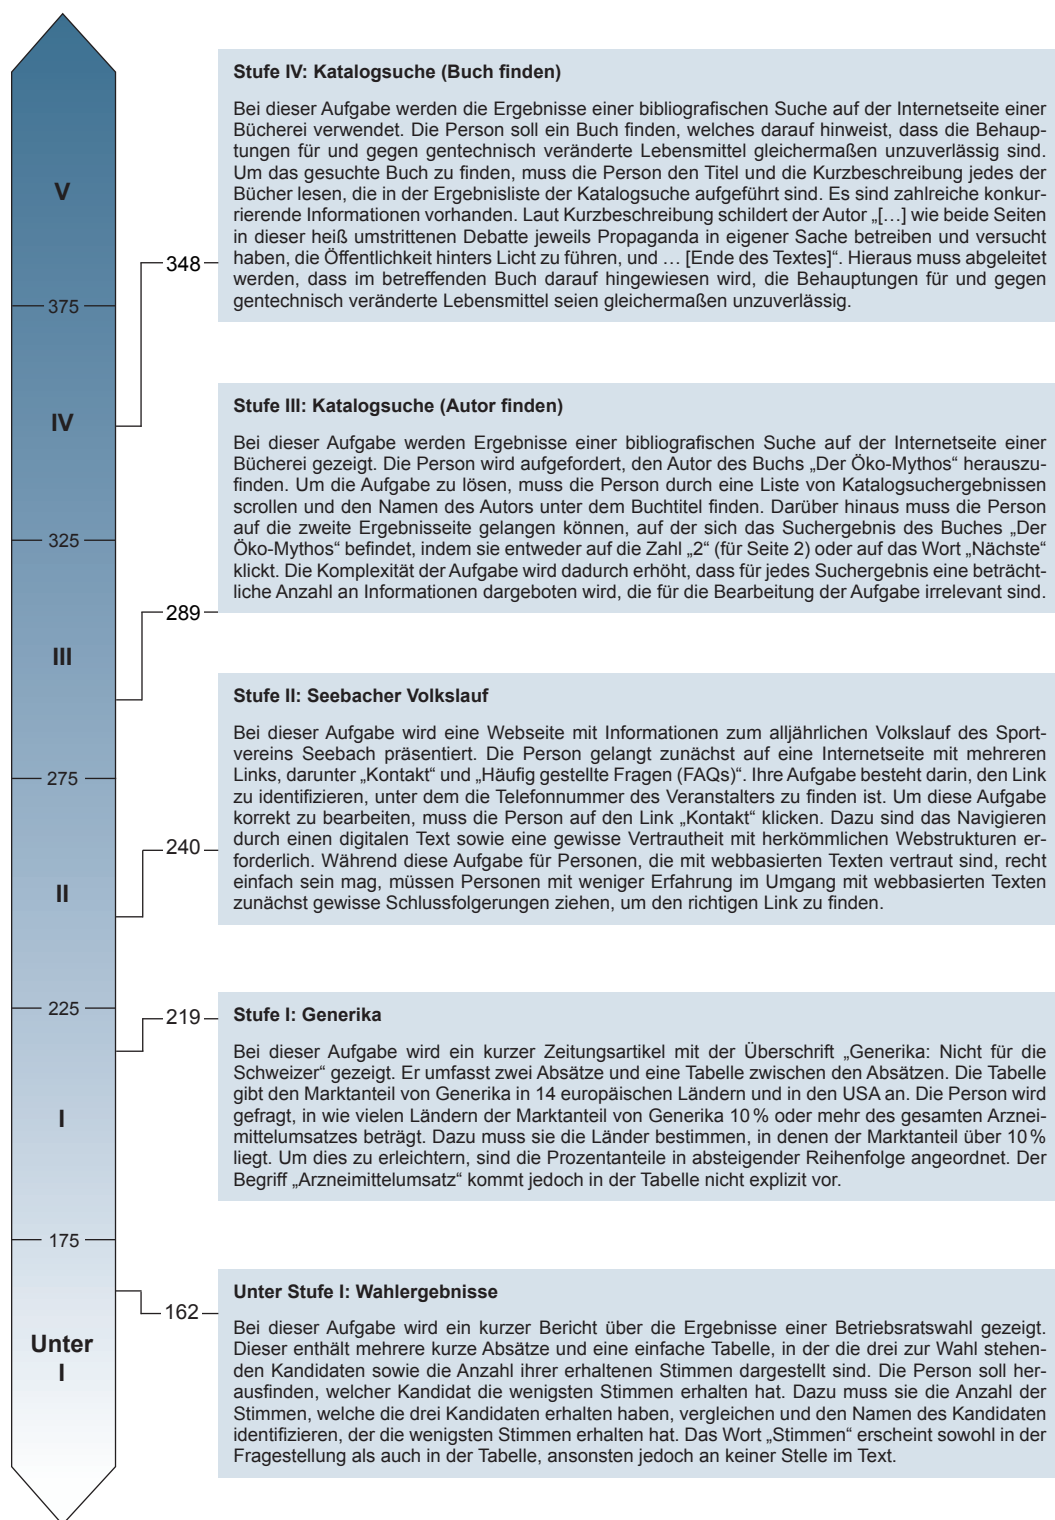 Stufe IV: Katalogsuche (Buch finden)
Bei dieser Aufgabe werden die Ergebnisse einer bibliografischen Suche auf der Internetseite einer
Bücherei verwendet. Die Person soll ein Buch finden, welches darauf hinweist, dass die Behaup-
tungen für und gegen gentechnisch veränderte Lebensmittel gleichermaßen unzuverlässig sind.
Um das gesuchte Buch zu finden, muss die Person den Titel und die Kurzbeschreibung jedes der
Bücher lesen, die in der Ergebnisliste der Katalogsuche aufgeführt sind. Es sind zahlreiche konkur-
rierende Informationen vorhanden. Laut Kurzbeschreibung schildert der Autor „[…] wie beide Seiten
in dieser heiß umstrittenen Debatte jeweils Propaganda in eigener Sache betreiben und versucht
haben, die Öffentlichkeit hinters Licht zu führen, und … [Ende des Textes]“. Hieraus muss abgeleitet
werden, dass im betreffenden Buch darauf hingewiesen wird, die Behauptungen für und gegen
gentechnisch veränderte Lebensmittel seien gleichermaßen unzuverlässig.
V
348
375
Stufe III: Katalogsuche (Autor finden)
Bei dieser Aufgabe werden Ergebnisse einer bibliografischen Suche auf der Internetseite einer
Bücherei gezeigt. Die Person wird aufgefordert, den Autor des Buchs „Der Öko-Mythos“ herauszu-
finden. Um die Aufgabe zu lösen, muss die Person durch eine Liste von Katalogsuchergebnissen
scrollen und den Namen des Autors unter dem Buchtitel finden. Darüber hinaus muss die Person
auf die zweite Ergebnisseite gelangen können, auf der sich das Suchergebnis des Buches „Der
Öko-Mythos“ befindet, indem sie entweder auf die Zahl „2“ (für Seite 2) oder auf das Wort „Nächste“
klickt. Die Komplexität der Aufgabe wird dadurch erhöht, dass für jedes Suchergebnis eine beträcht-
liche Anzahl an Informationen dargeboten wird, die für die Bearbeitung der Aufgabe irrelevant sind.
IV
325
289
III
Stufe II: Seebacher Volkslauf
Bei dieser Aufgabe wird eine Webseite mit Informationen zum alljährlichen Volkslauf des Sport-
vereins Seebach präsentiert. Die Person gelangt zunächst auf eine Internetseite mit mehreren
Links, darunter „Kontakt“ und „Häufig gestellte Fragen (FAQs)“. Ihre Aufgabe besteht darin, den Link
zu identifizieren, unter dem die Telefonnummer des Veranstalters zu finden ist. Um diese Aufgabe
korrekt zu bearbeiten, muss die Person auf den Link „Kontakt“ klicken. Dazu sind das Navigieren
durch einen digitalen Text sowie eine gewisse Vertrautheit mit herkömmlichen Webstrukturen er-
forderlich. Während diese Aufgabe für Personen, die mit webbasierten Texten vertraut sind, recht
einfach sein mag, müssen Personen mit weniger Erfahrung im Umgang mit webbasierten Texten
zunächst gewisse Schlussfolgerungen ziehen, um den richtigen Link zu finden.
275
240
II
225
219
Stufe I: Generika
Bei dieser Aufgabe wird ein kurzer Zeitungsartikel mit der Überschrift „Generika: Nicht für die
Schweizer“ gezeigt. Er umfasst zwei Absätze und eine Tabelle zwischen den Absätzen. Die Tabelle
gibt den Marktanteil von Generika in 14 europäischen Ländern und in den USA an. Die Person wird
gefragt, in wie vielen Ländern der Marktanteil von Generika 10 % oder mehr des gesamten Arznei-
mittelumsatzes beträgt. Dazu muss sie die Länder bestimmen, in denen der Marktanteil über 10 %
liegt. Um dies zu erleichtern, sind die Prozentanteile in absteigender Reihenfolge angeordnet. Der
Begriff „Arzneimittelumsatz“ kommt jedoch in der Tabelle nicht explizit vor.
I
175
162
Unter
I
Unter Stufe I: Wahlergebnisse
Bei dieser Aufgabe wird ein kurzer Bericht über die Ergebnisse einer Betriebsratswahl gezeigt.
Dieser enthält mehrere kurze Absätze und eine einfache Tabelle, in der die drei zur Wahl stehen-
den Kandidaten sowie die Anzahl ihrer erhaltenen Stimmen dargestellt sind. Die Person soll her-
ausfinden, welcher Kandidat die wenigsten Stimmen erhalten hat. Dazu muss sie die Anzahl der
Stimmen, welche die drei Kandidaten erhalten haben, vergleichen und den Namen des Kandidaten
identifizieren, der die wenigsten Stimmen erhalten hat. Das Wort „Stimmen“ erscheint sowohl in der
Fragestellung als auch in der Tabelle, ansonsten jedoch an keiner Stelle im Text.